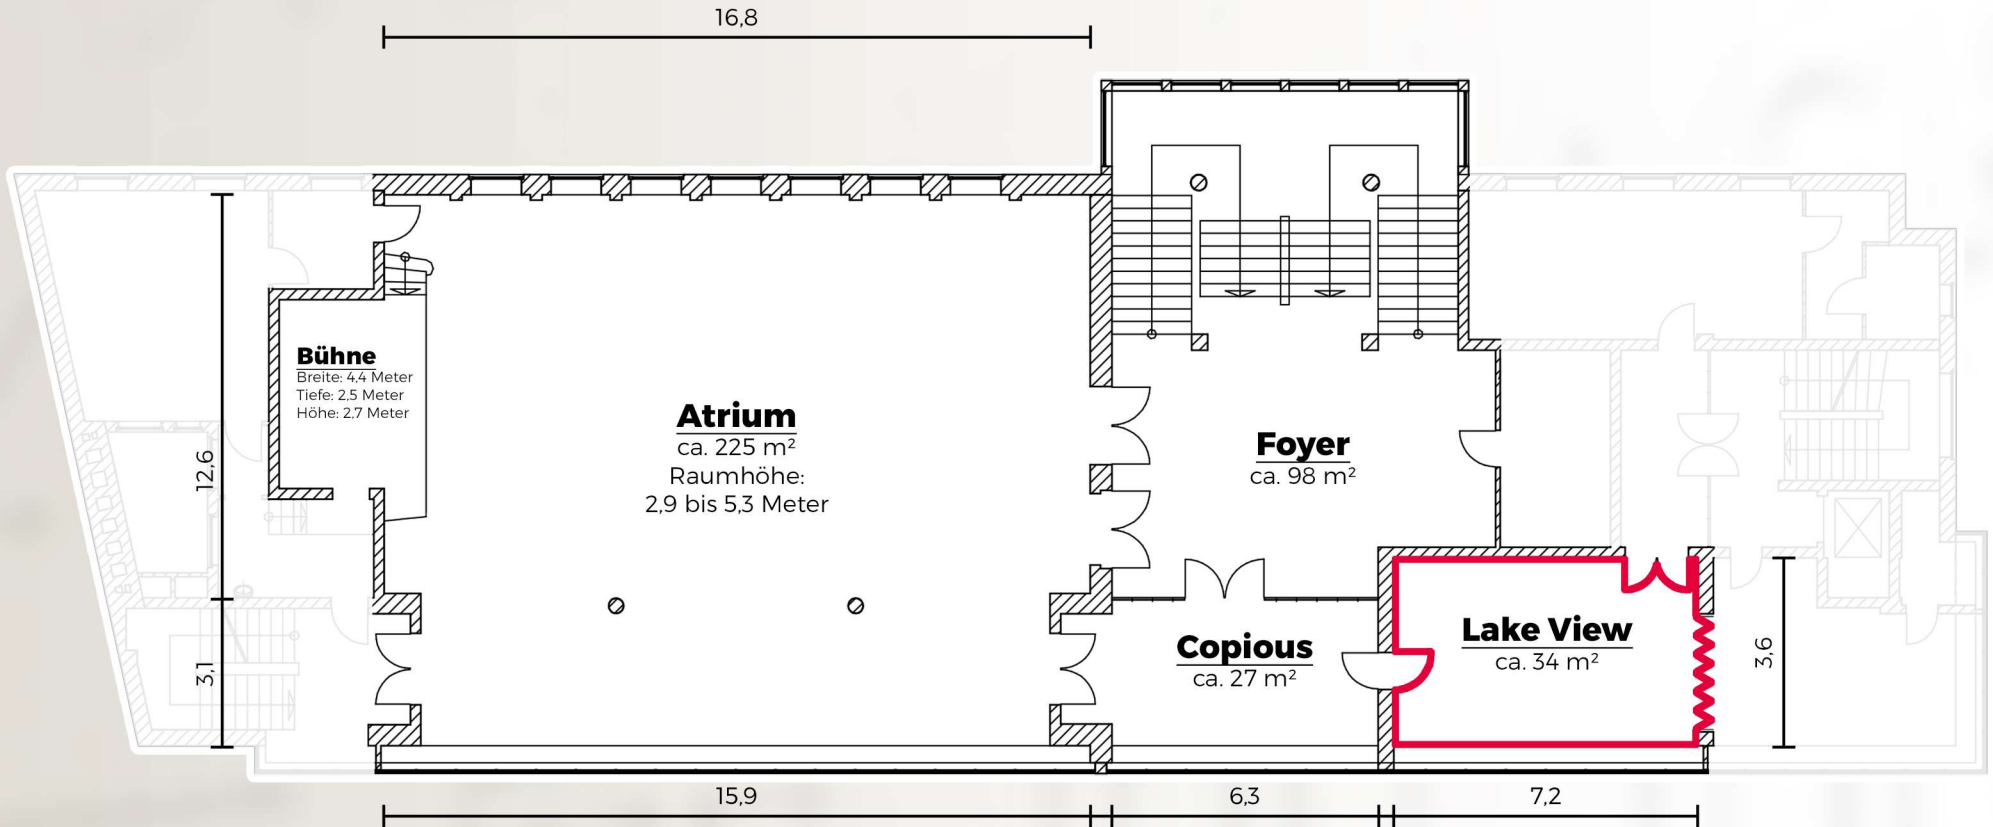 16,8
Bühne
Breite: 4,4 Meter
Tiefe: 2,5 Meter
Höhe: 2,7 Meter
12,6
3,1
Atrium
ca. 225 m²
Raumhöhe:
2,9 bis 5,3 Meter
Foyer
ca. 98 m²
Copious
ca. 27 m²
Lake View
ca. 34 m²
3,6
15,9
6,3
7,2